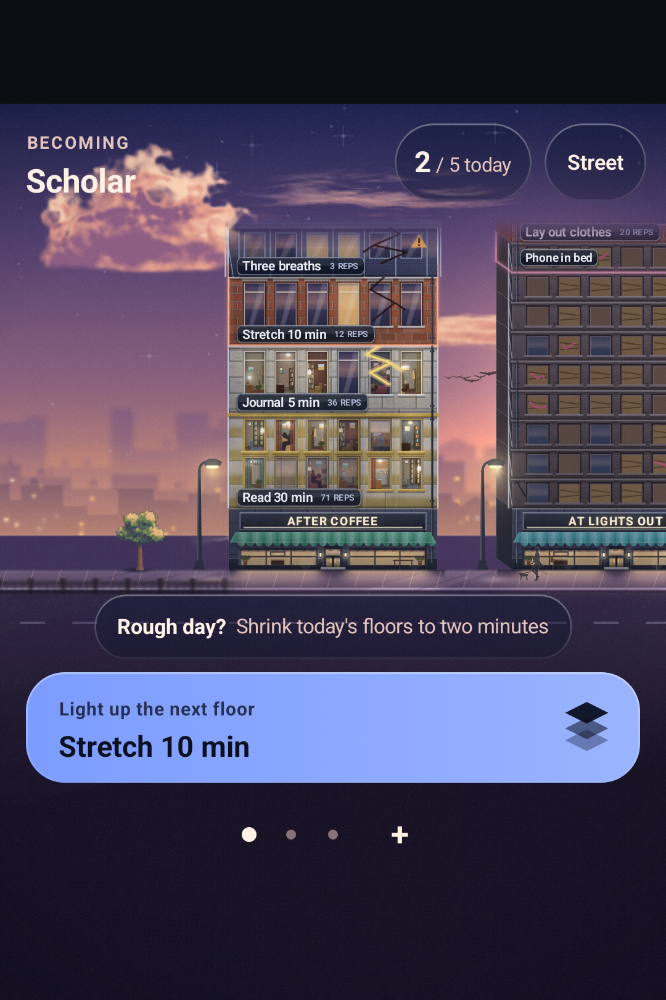 BECOMING
Scholar
2 / 5 today
Street
Lay out clothes 20 REPS
Phone in bed
Three breaths 3 REPS
Stretch 10 min 12 REPS
Journal 5 min 36 REPS
Read 30 min 71 REPS
AFTER COFFEE
AT LIGHTS OUT
Rough day? Shrink today's floors to two minutes
Light up the next floor
Stretch 10 min